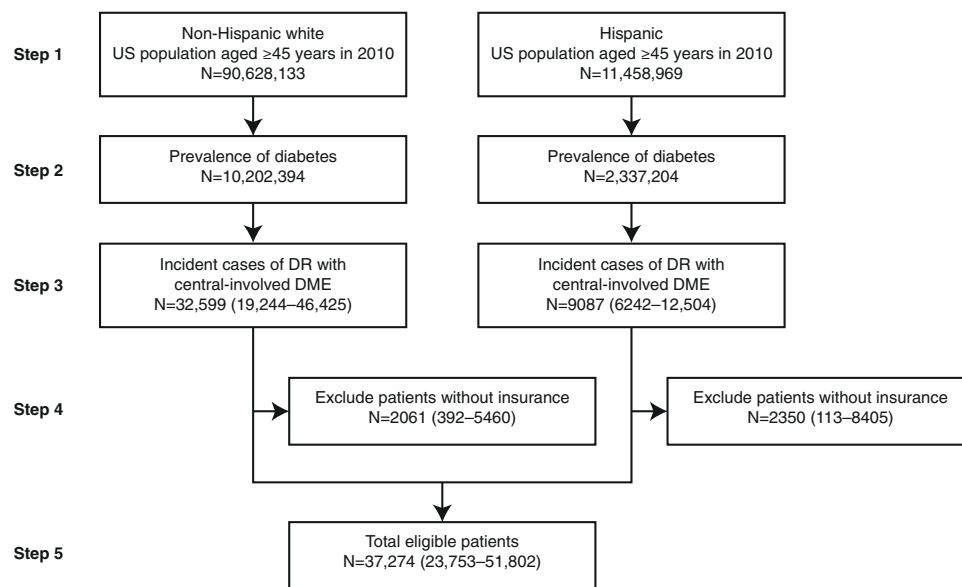 Step 1
Non-Hispanic white
US population aged ≥45 years in 2010
N=90,628,133
Hispanic
US population aged ≥45 years in 2010
N=11,458,969
Step 2
Prevalence of diabetes
N=10,202,394
Prevalence of diabetes
N=2,337,204
Step 3
Incident cases of DR with
central-involved DME
N=32,599 (19,244–46,425)
Incident cases of DR with
central-involved DME
N=9087 (6242–12,504)
Step 4
Exclude patients without insurance
N=2061 (392–5460)
Exclude patients without insurance
N=2350 (113–8405)
Step 5
Total eligible patients
N=37,274 (23,753–51,802)